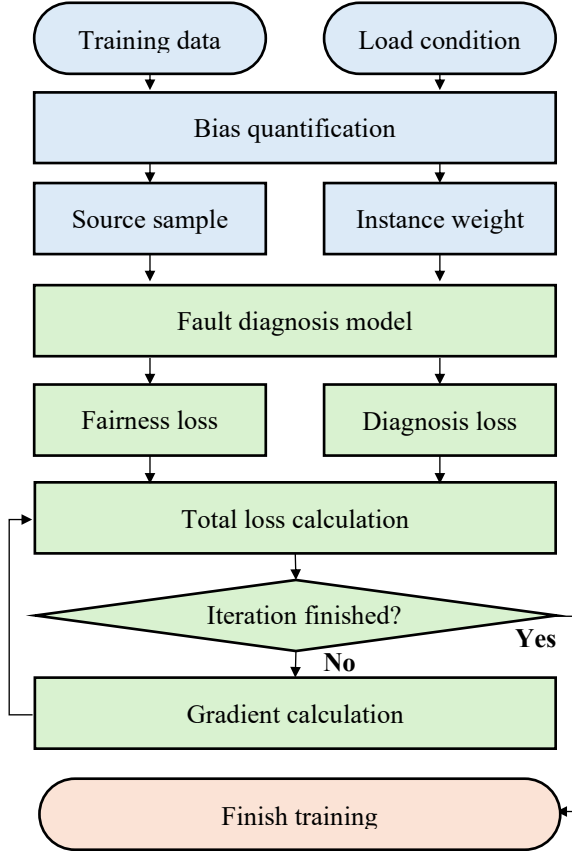 Training data
Load condition
Bias quantification
Source sample
Instance weight
Fault diagnosis model
Fairness loss
Diagnosis loss
Total loss calculation
Iteration finished?
Yes
No
Gradient calculation
Finish training